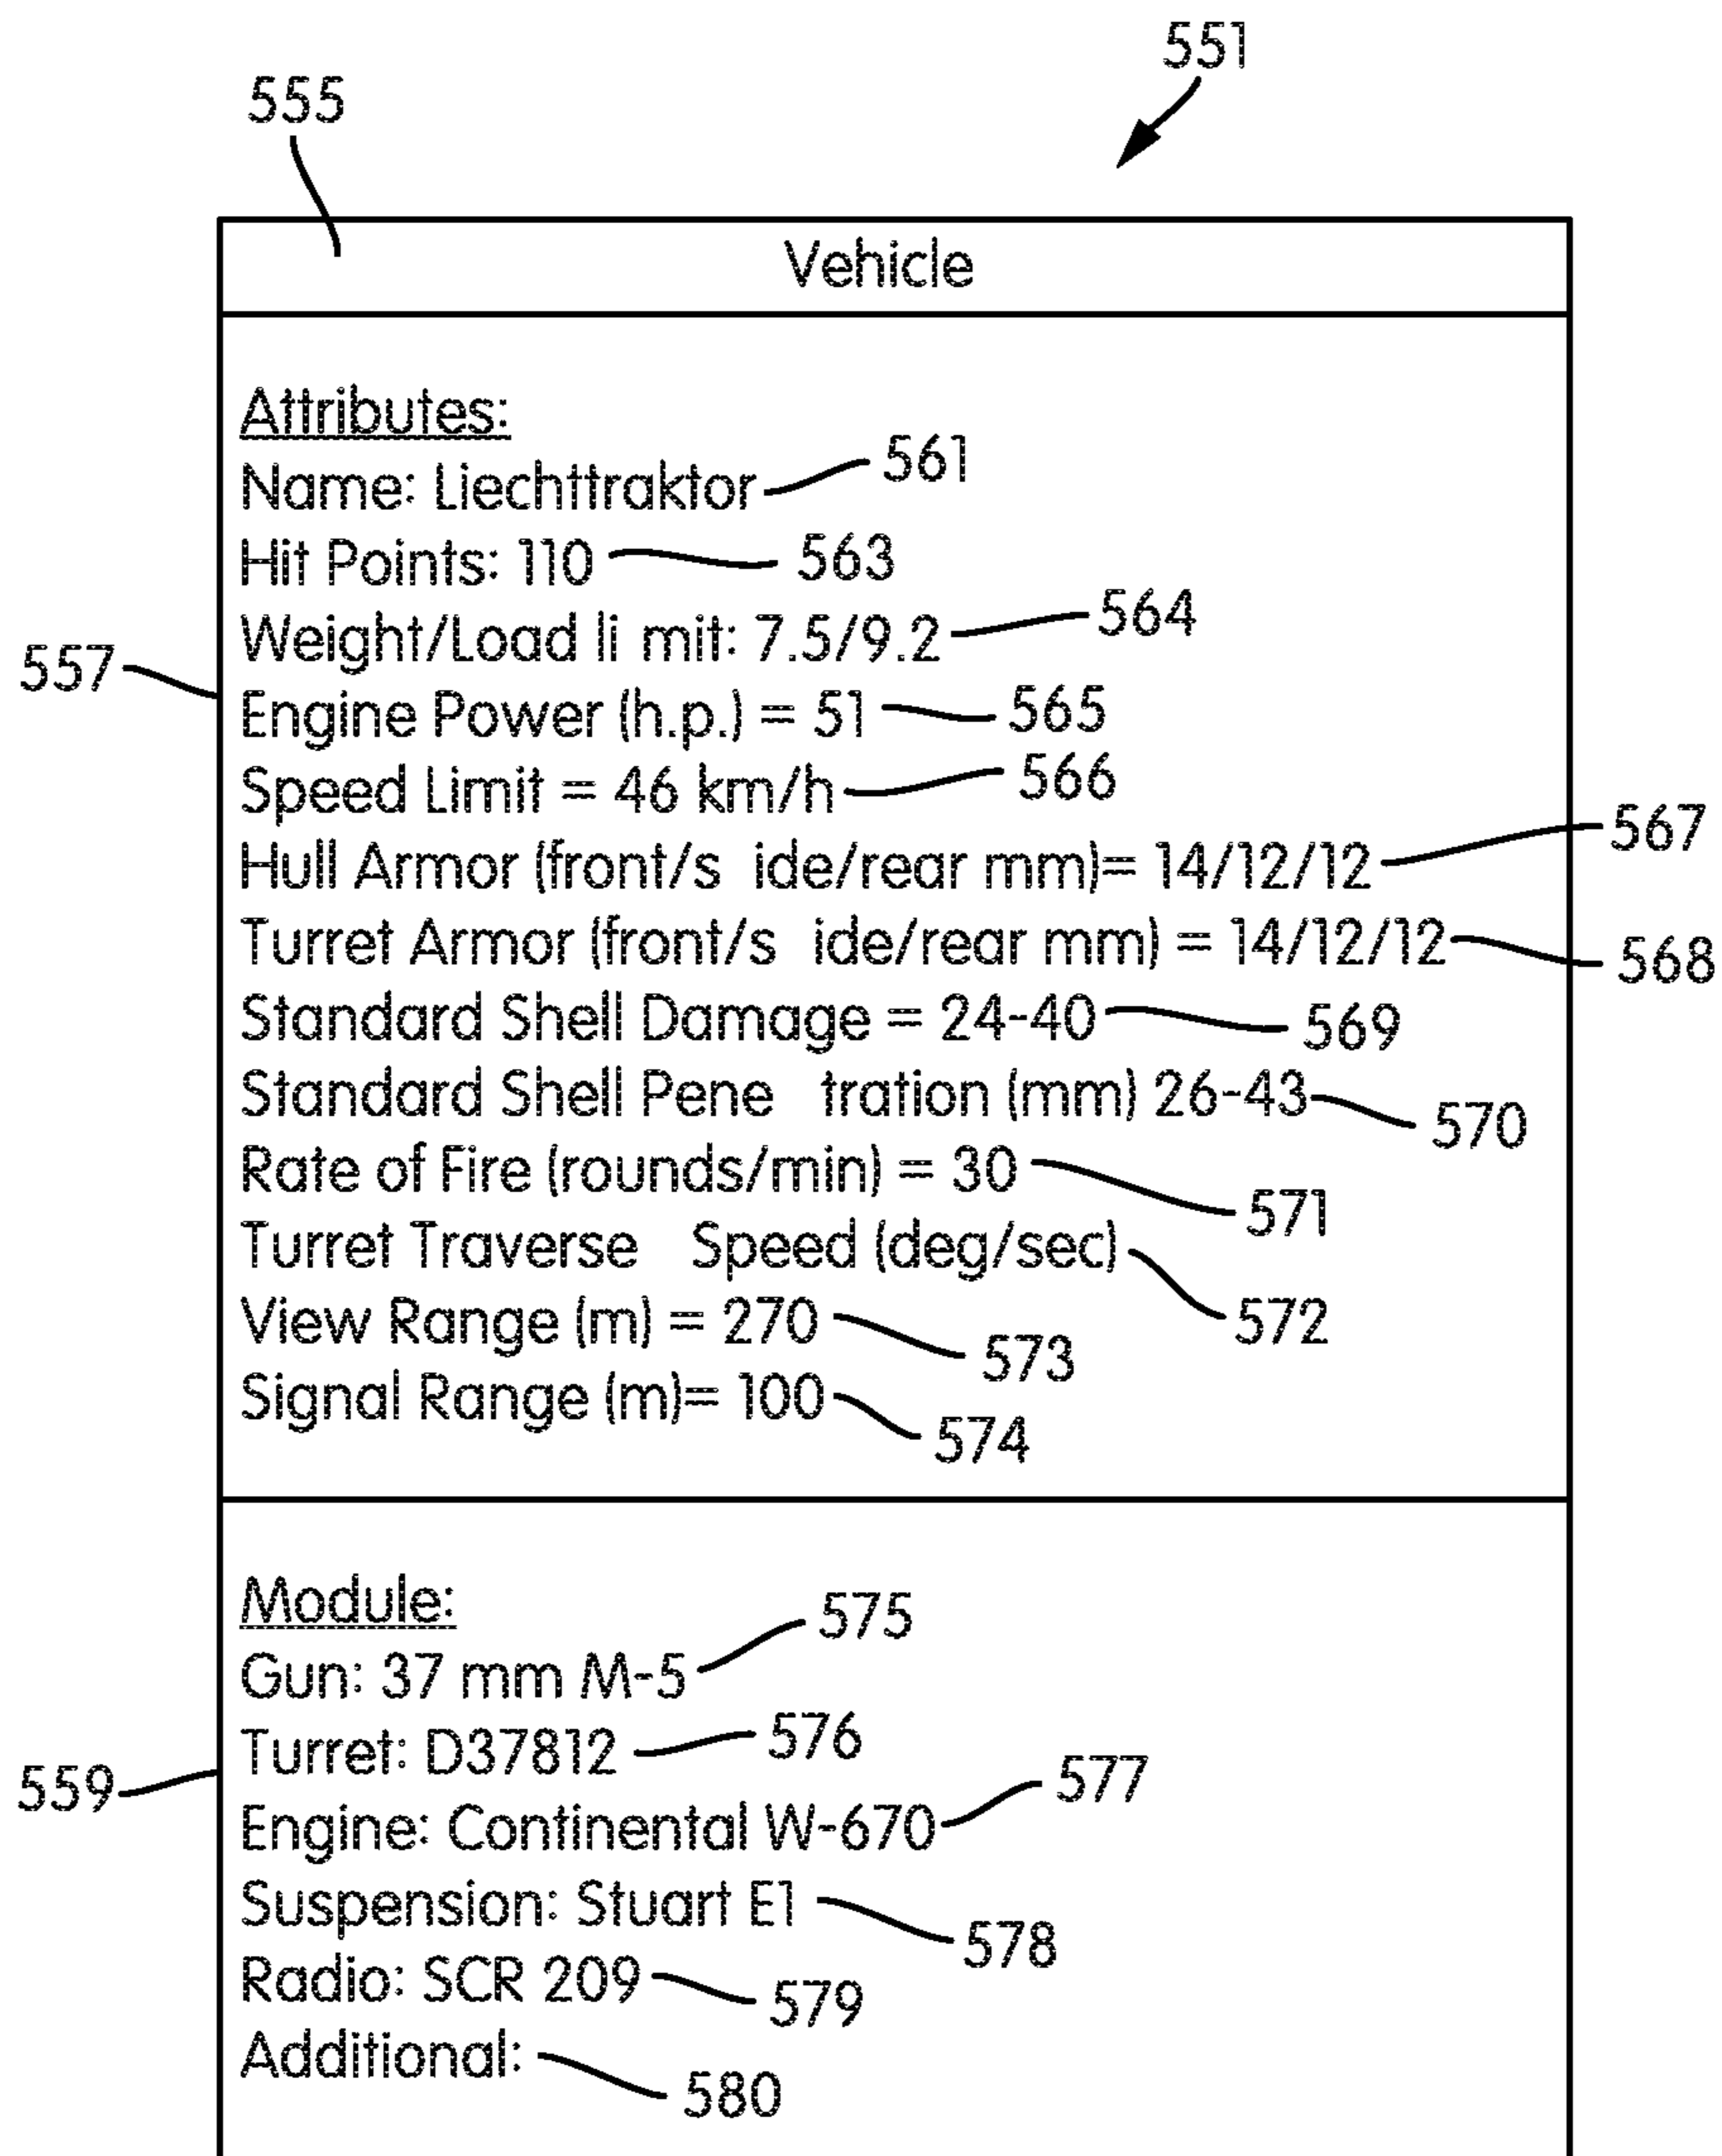 551
555
Vehicle
Attributes:
Name: Liechttraktor 561
Hit Points: 110 563
Weight/Load li mit: 7.5/9.2 564
557
Engine Power (h.p.) = 51 565
Speed Limit = 46 km/h 566
Hull Armor (front/s ide/rear mm)= 14/12/12 567
Turret Armor (front/s ide/rear mm) = 14/12/12 568
Standard Shell Damage = 24-40 569
Standard Shell Pene tration (mm) 26-43 570
Rate of Fire (rounds/min) = 30 571
Turret Traverse Speed (deg/sec) 572
View Range (m) = 270 573
Signal Range (m)= 100 574
Module:
Gun: 37 mm M-5 575
Turret: D37812 576
559
Engine: Continental W-670 577
Suspension: Stuart E1 578
Radio: SCR 209 579
Additional: 580